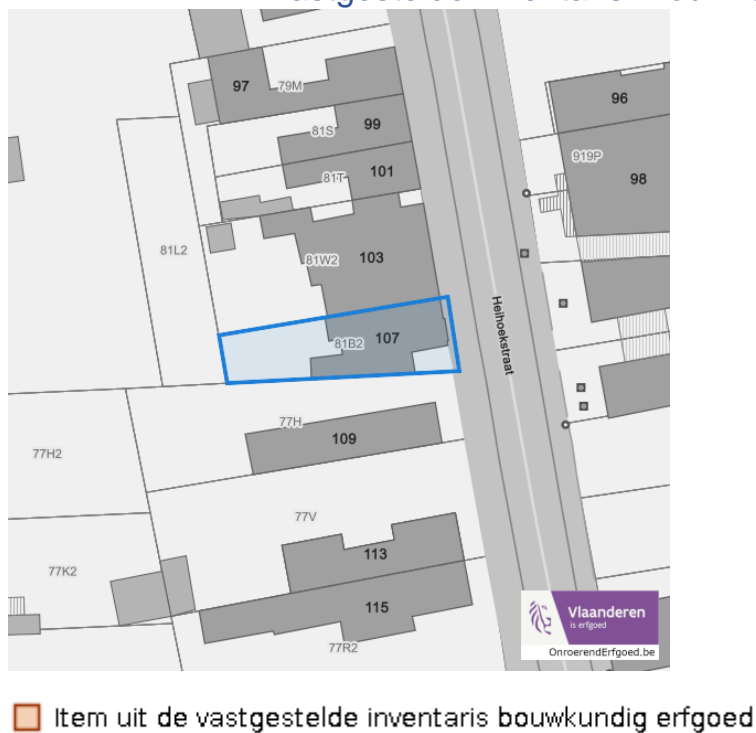 97
79M
96
99
81S
919P
101
81T
98
81L2
103
81W2
Heihoekstraat
107
81B2
77H
109
77H2
77V
113
77K2
115
77R2
Vlaanderen
is erfgoed
OnroerendErfgoed.be
Item uit de vastgestelde inventaris bouwkundig erfgoed